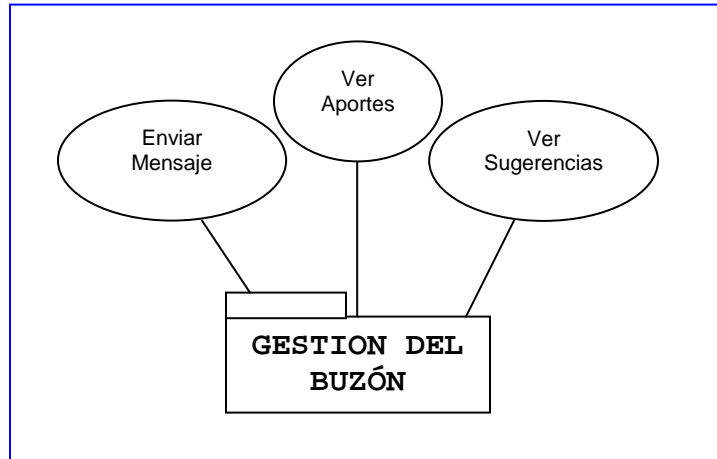 Ver
Aportes
Enviar
Mensaje
Ver
Sugerencias
GESTION DEL
BUZÓN